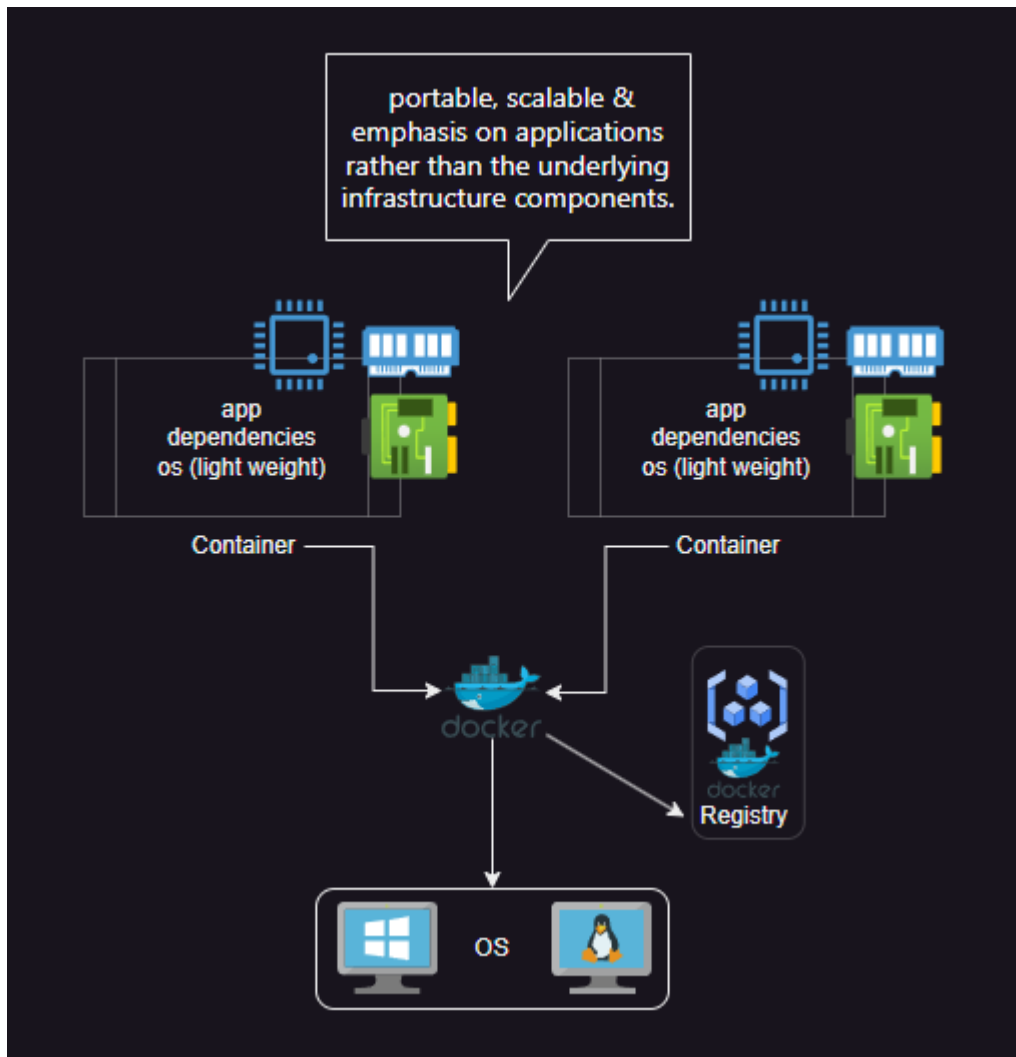 portable, scalable &
emphasis on applications
rather than the underlying
infrastructure components.
app
dependencies
os (light weight)
app
dependencies
os (light weight)
Container
Container
docker
docker
Registry
OS